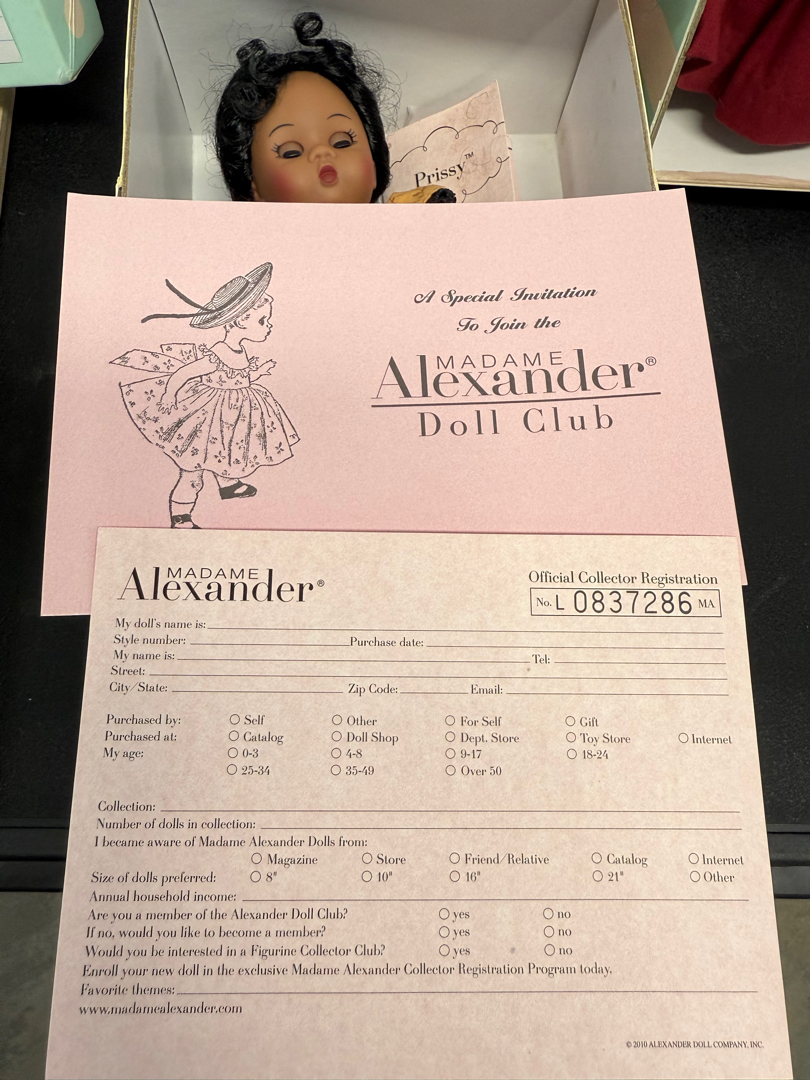 Prissy™
A Special Invitation
To Join the
MADAME
Alexander®
Doll Club
MADAME
Alexander®
Official Collector Registration
No. L 0837286 MA
My doll's name is:
Style number: Purchase date:
My name is: Tel:
Street:
City/State: Zip Code: Email:
Purchased by: Self Other For Self Gift
Purchased at: Catalog Doll Shop Dept. Store Toy Store Internet
My age: 0-3 4-8 9-17 18-24
25-34 35-49 Over 50
Collection:
Number of dolls in collection:
I became aware of Madame Alexander Dolls from:
Magazine Store Friend/Relative Catalog Internet
Size of dolls preferred: 8" 10" 16" 21" Other
Annual household income:
Are you a member of the Alexander Doll Club? yes no
If no, would you like to become a member? yes no
Would you be interested in a Figurine Collector Club? yes no
Enroll your new doll in the exclusive Madame Alexander Collector Registration Program today.
Favorite themes:
www.madamealexander.com
© 2010 ALEXANDER DOLL COMPANY, INC.